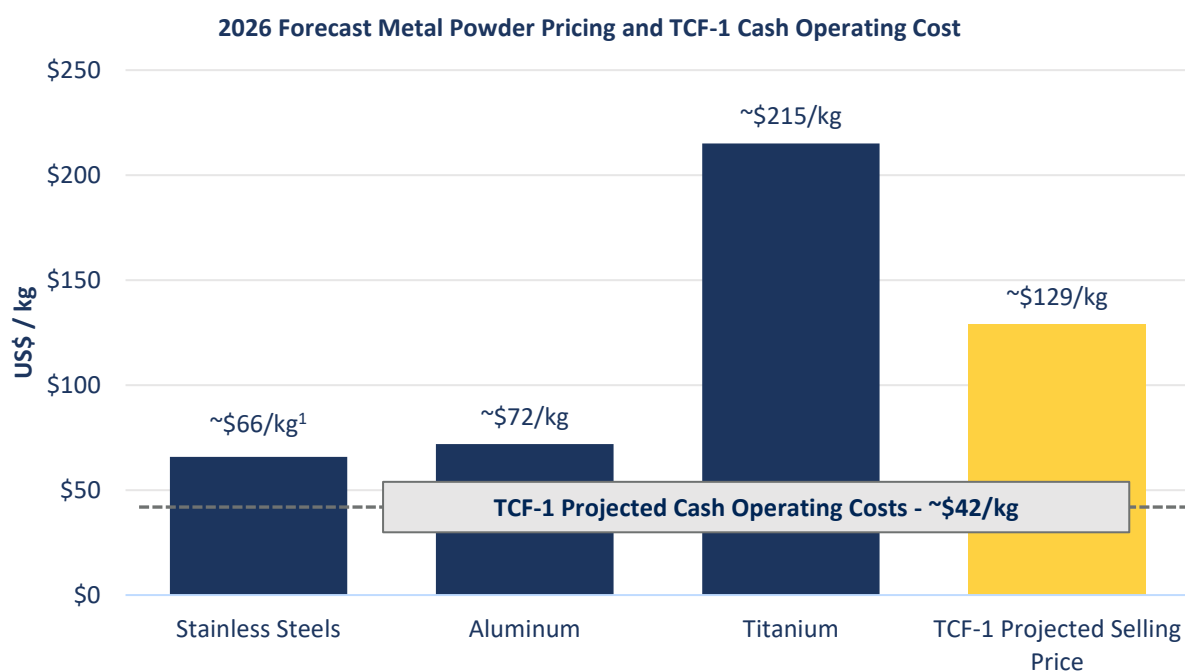 2026 Forecast Metal Powder Pricing and TCF-1 Cash Operating Cost
US$ / kg
$250
$200
$150
$100
$50
$0
~$66/kg¹
~$72/kg
~$215/kg
~$129/kg
TCF-1 Projected Cash Operating Costs - ~$42/kg
Stainless Steels
Aluminum
Titanium
TCF-1 Projected Selling
Price